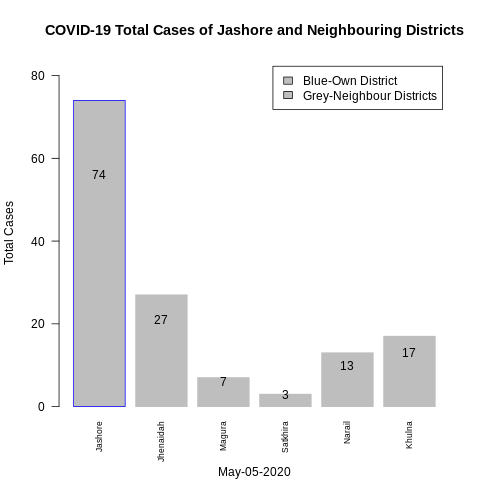 COVID-19 Total Cases of Jashore and Neighbouring Districts
Blue-Own District
Grey-Neighbour Districts
Total Cases
80
60
40
20
0
74
27
7
3
13
17
Jashore
Jhenaidah
Magura
Satkhira
Narail
Khulna
May-05-2020